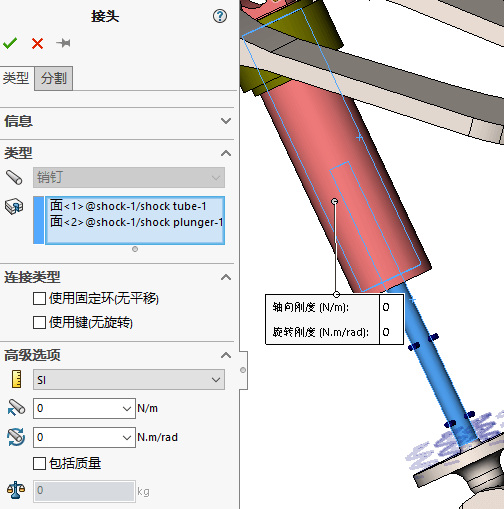 接头
类型
分割
信息
类型
销钉
面<1>@shock-1/shock tube-1
面<2>@shock-1/shock plunger-1
连接类型
使用固定环(无平移)
使用键(无旋转)
高级选项
SI
0 N/m
0 N.m/rad
包括质量
0 kg
轴向刚度 (N/m): 0
旋转刚度 (N.m/rad): 0